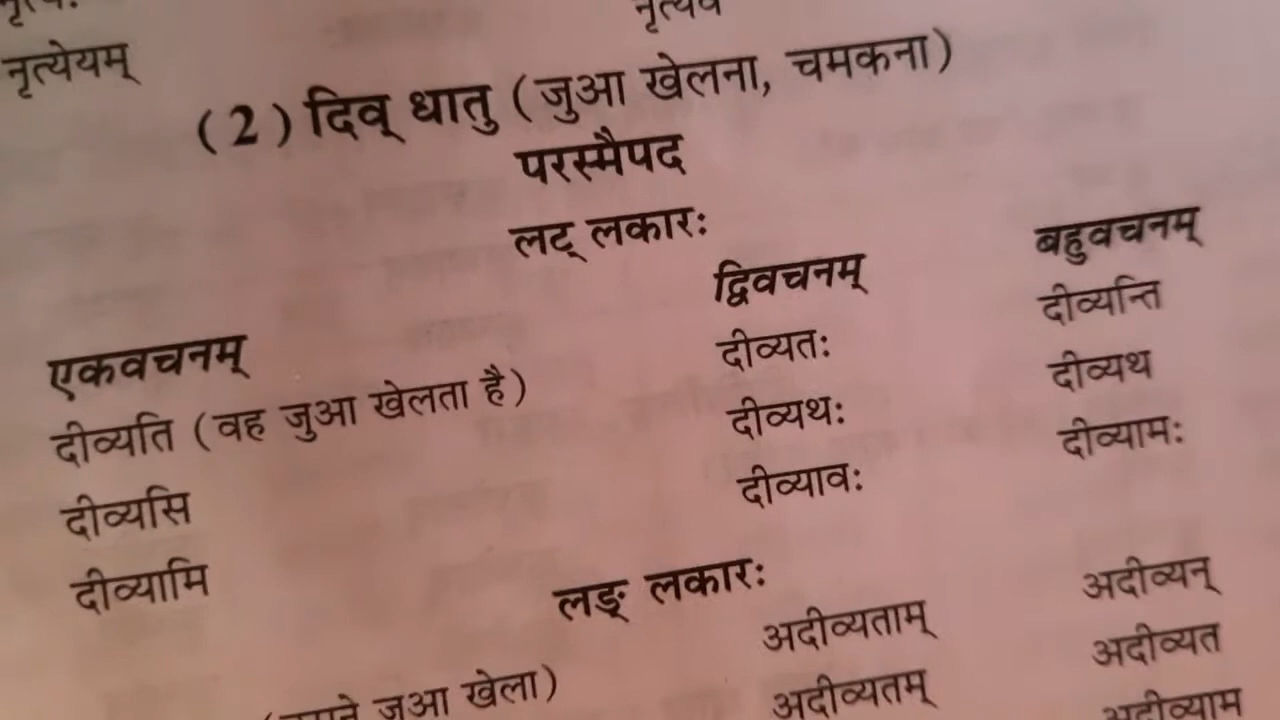 नृत्येयम्
(2) दिव् धातु (जुआ खेलना, चमकना)
परस्मैपद
लट् लकारः
एकवचनम् द्विवचनम् बहुवचनम्
दीव्यति (वह जुआ खेलता है) दीव्यतः दीव्यन्ति
दीव्यसि दीव्यथः दीव्यथ
दीव्यामि दीव्यावः दीव्यामः
लङ् लकारः
अदीव्यताम् अदीव्यन्
जुआ खेला) अदीव्यतम् अदीव्यत
अदीव्याम